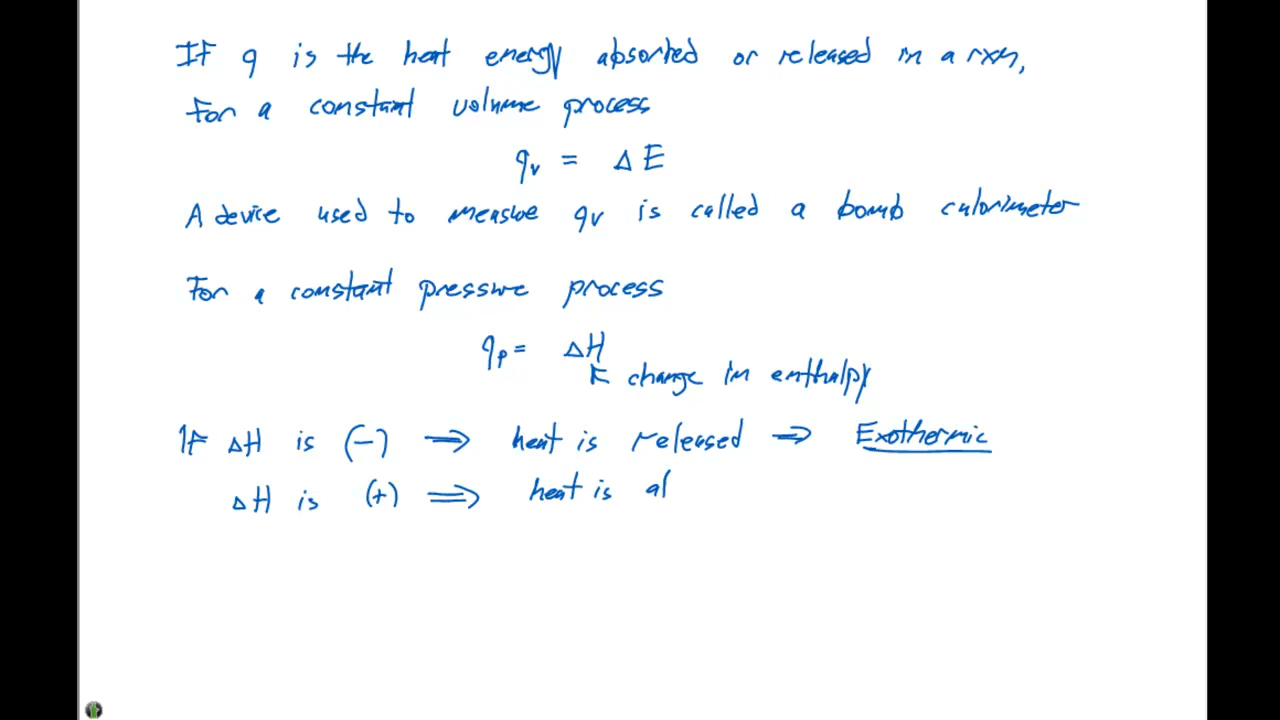 If q is the heat energy absorbed or released in a rxn,
For a constant volume process
qv = ΔE
A device used to measure qv is called a bomb calorimeter
For a constant pressure process
qp = ΔH
↖ change in enthalpy
If ΔH is (-) ⇒ heat is released ⇒ Exothermic
ΔH is (+) ⇒ heat is al